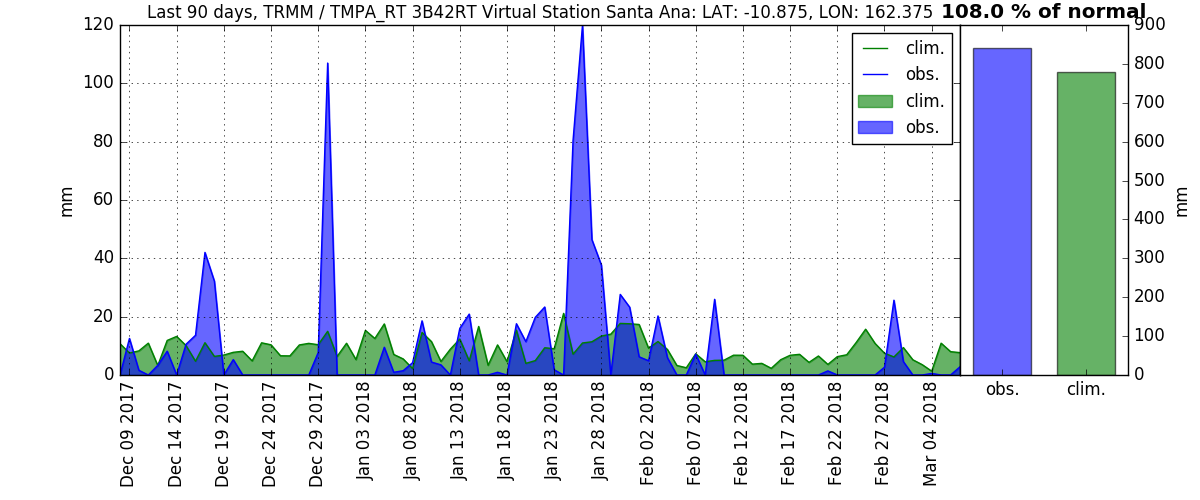 Last 90 days, TRMM / TMPA_RT 3B42RT Virtual Station Santa Ana: LAT: -10.875, LON: 162.375 108.0 % of normal
120
100
80
60
40
20
0
mm
clim.
obs.
clim.
obs.
900
800
700
600
500
400
300
200
100
0
mm
Dec 09 2017
Dec 14 2017
Dec 19 2017
Dec 24 2017
Dec 29 2017
Jan 03 2018
Jan 08 2018
Jan 13 2018
Jan 18 2018
Jan 23 2018
Jan 28 2018
Feb 02 2018
Feb 07 2018
Feb 12 2018
Feb 17 2018
Feb 22 2018
Feb 27 2018
Mar 04 2018
obs.
clim.